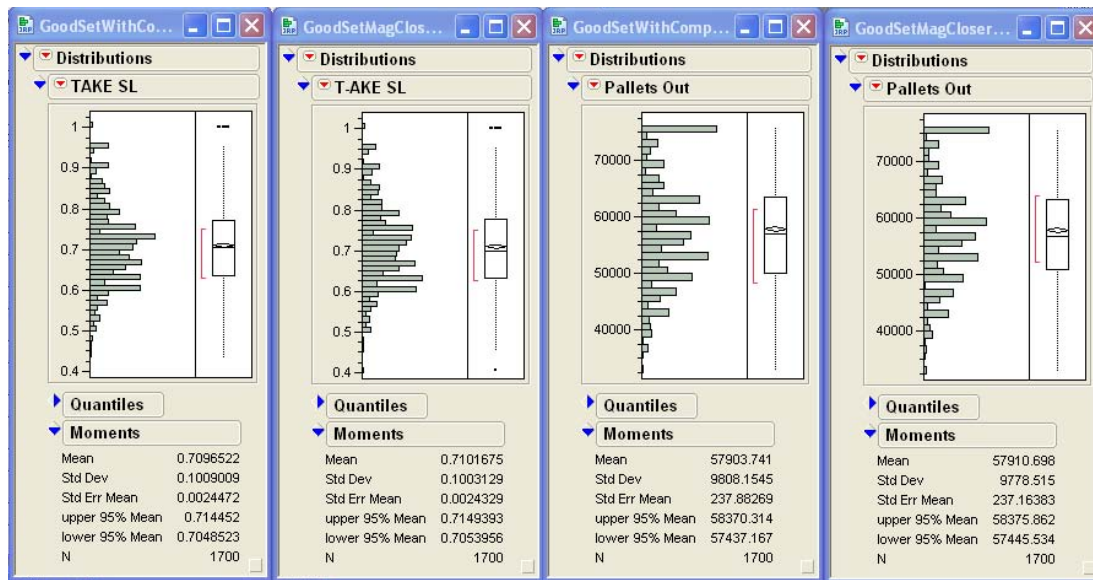 GoodSetWithCo...
Distributions
TAKE SL
1
0.9
0.8
0.7
0.6
0.5
0.4
Quantiles
Moments
Mean 0.7096522
Std Dev 0.1009009
Std Err Mean 0.0024472
upper 95% Mean 0.714452
lower 95% Mean 0.7048523
N 1700
GoodSetMagClos...
Distributions
T-AKE SL
1
0.9
0.8
0.7
0.6
0.5
0.4
Quantiles
Moments
Mean 0.7101675
Std Dev 0.1003129
Std Err Mean 0.0024329
upper 95% Mean 0.7149393
lower 95% Mean 0.7053956
N 1700
GoodSetWithComp...
Distributions
Pallets Out
70000
60000
50000
40000
Quantiles
Moments
Mean 57903.741
Std Dev 9808.1545
Std Err Mean 237.88269
upper 95% Mean 58370.314
lower 95% Mean 57437.167
N 1700
GoodSetMagCloser...
Distributions
Pallets Out
70000
60000
50000
40000
Quantiles
Moments
Mean 57910.698
Std Dev 9778.515
Std Err Mean 237.16383
upper 95% Mean 58375.862
lower 95% Mean 57445.534
N 1700